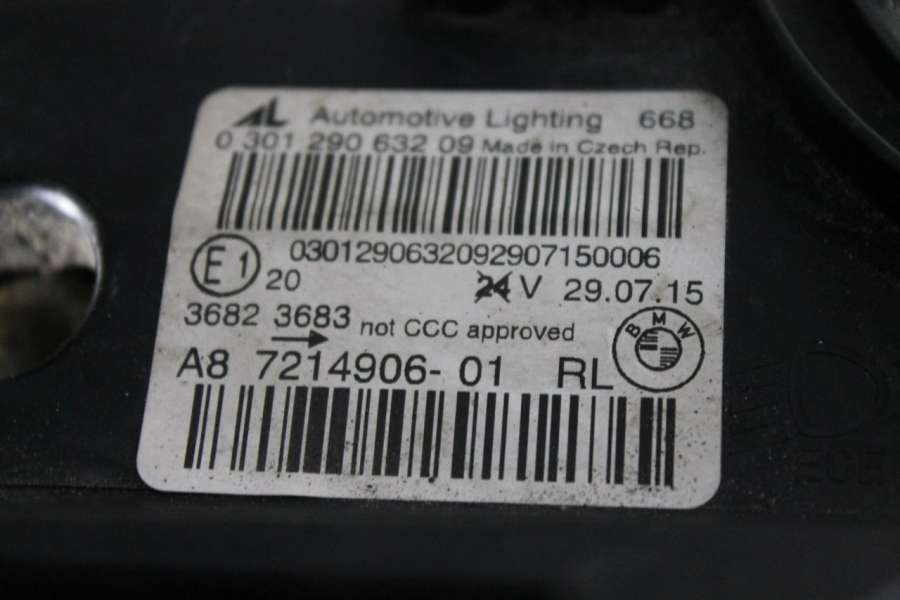 AL Automotive Lighting 668
0 301 290 632 09 Made in Czech Rep.
0301290632092907150006
E1 20 24 V 29.07.15
3682 3683 not CCC approved
BMW
A8 7214906-01 RL
ECE